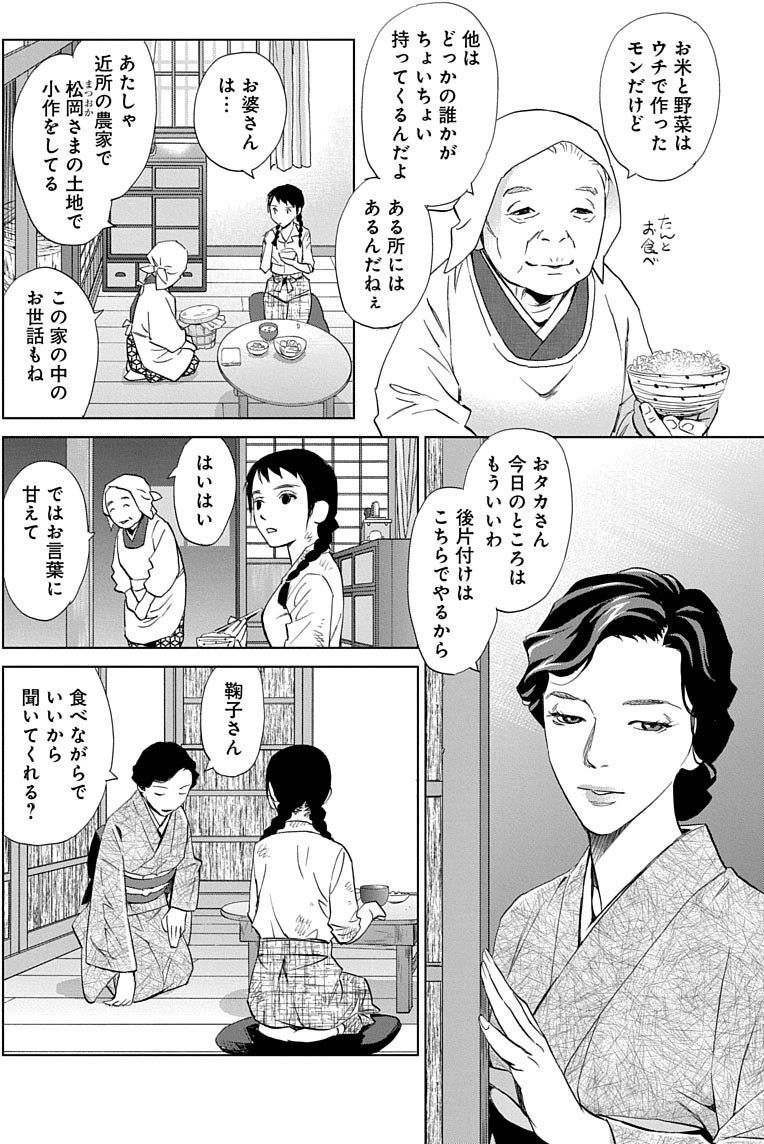 お米と野菜は
ウチで作った
モンだけど
たんと
お食べ
他は
どっかの誰かが
ちょいちょい
持ってくるんだよ
ある所には
あるんだねぇ
お婆さん
は…
あたしゃ
近所の農家で
松岡さまの土地で
まつおか
小作をしてる
この家の中の
お世話もね
おタカさん
今日のところは
もういいわ
後片付けは
こちらでやるから
はいはい
ではお言葉に
甘えて
鞠子さん
食べながらで
いいから
聞いてくれる?